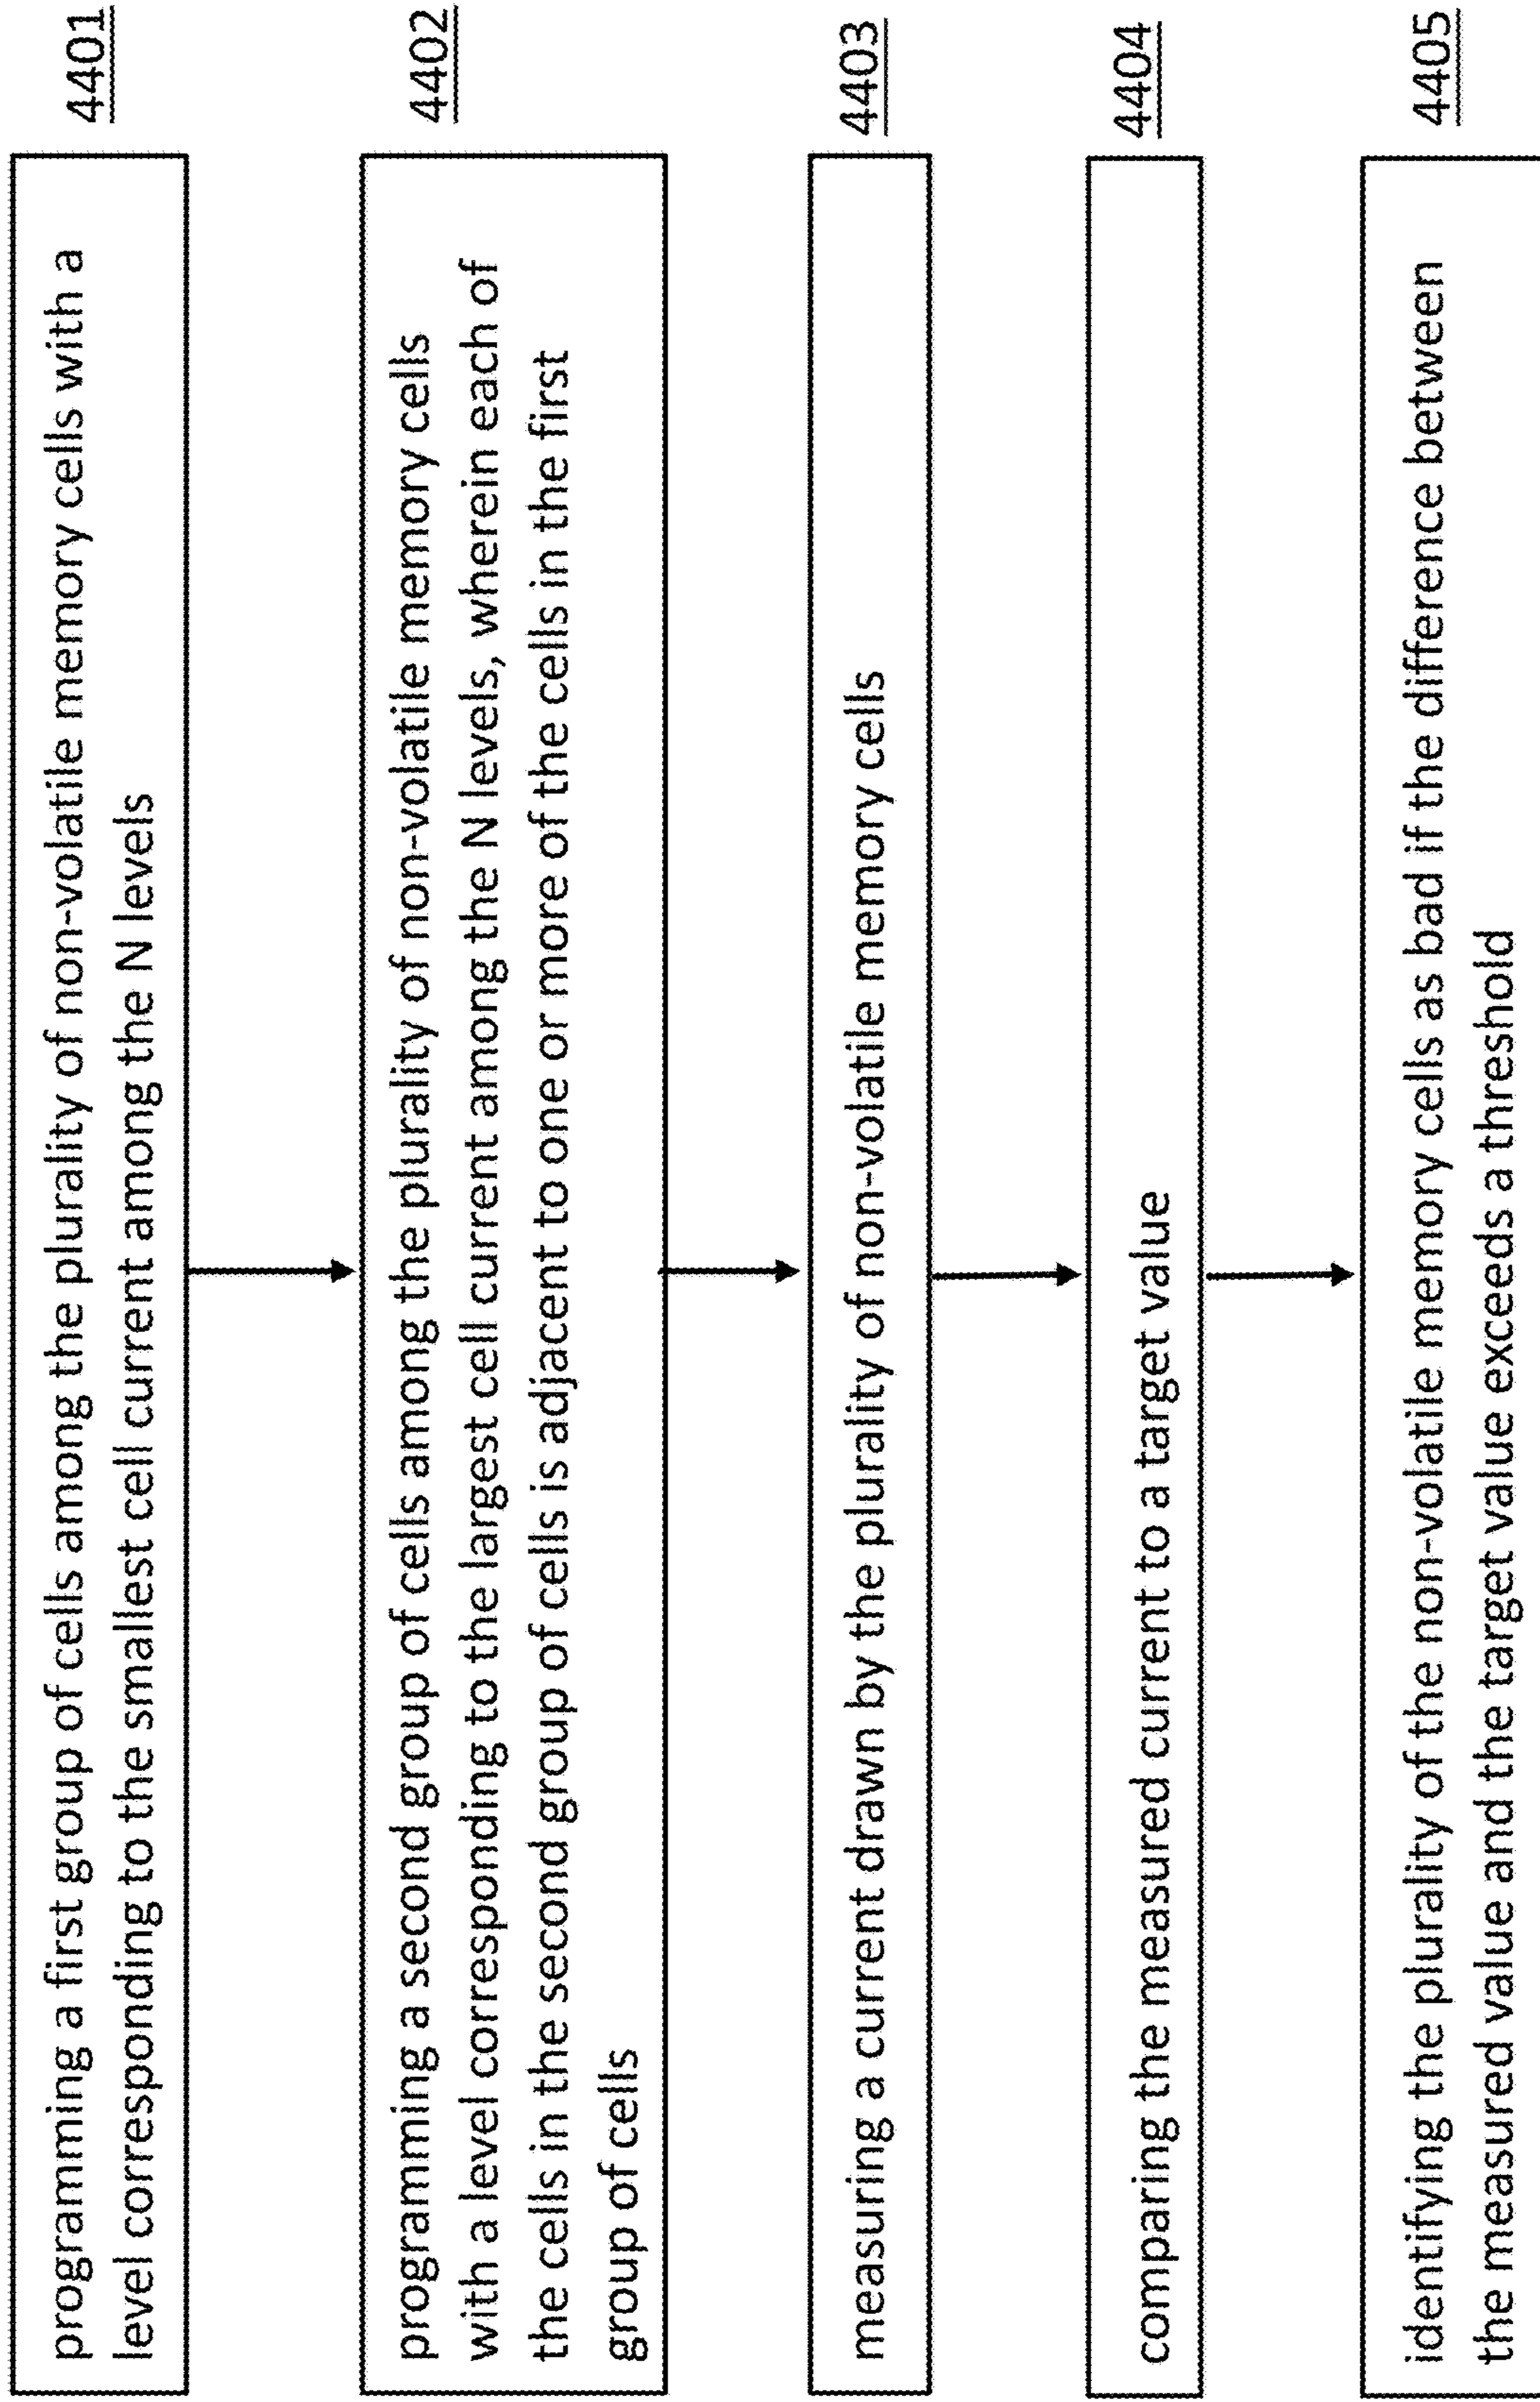 programming a first group of cells among the plurality of non-volatile memory cells with a
level corresponding to the smallest cell current among the N levels
4401
programming a second group of cells among the plurality of non-volatile memory cells
with a level corresponding to the largest cell current among the N levels, wherein each of
the cells in the second group of cells is adjacent to one or more of the cells in the first
group of cells
4402
measuring a current drawn by the plurality of non-volatile memory cells
4403
comparing the measured current to a target value
4404
identifying the plurality of the non-volatile memory cells as bad if the difference between
the measured value and the target value exceeds a threshold
4405